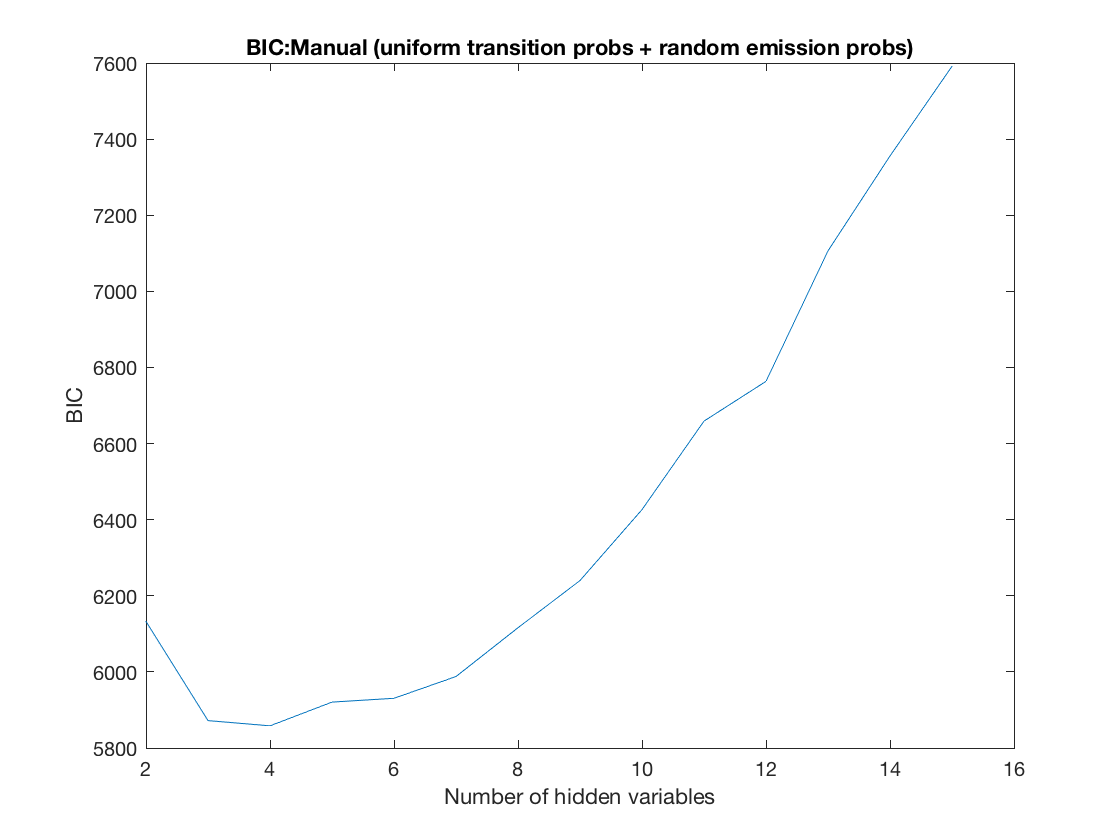 BIC:Manual (uniform transition probs + random emission probs)
7600
7400
7200
7000
6800
6600
6400
6200
6000
5800
BIC
2 4 6 8 10 12 14 16
Number of hidden variables